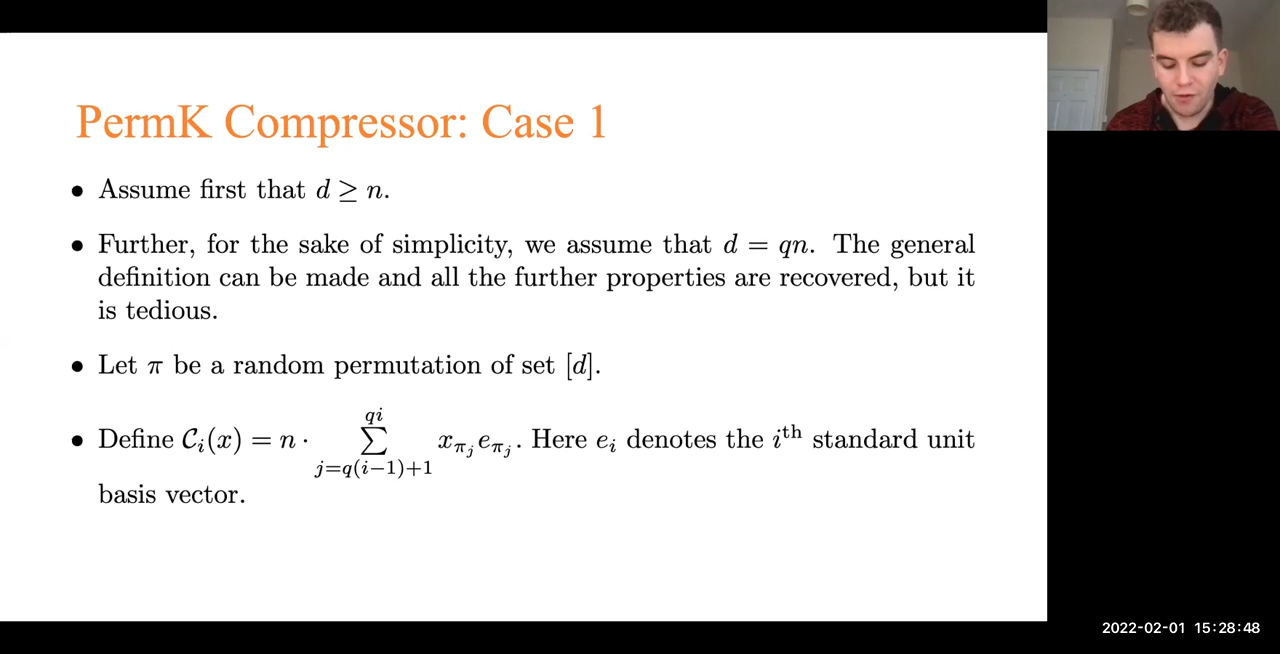 PermK Compressor: Case 1
• Assume first that d ≥ n.
• Further, for the sake of simplicity, we assume that d = qn. The general
definition can be made and all the further properties are recovered, but it
is tedious.
• Let π be a random permutation of set [d].
• Define 𝒞ᵢ(x) = n · ∑_{j=q(i−1)+1}^{qi} x_{π_j} e_{π_j}. Here e_i denotes the i^{th} standard unit
basis vector.
2022-02-01 15:28:48